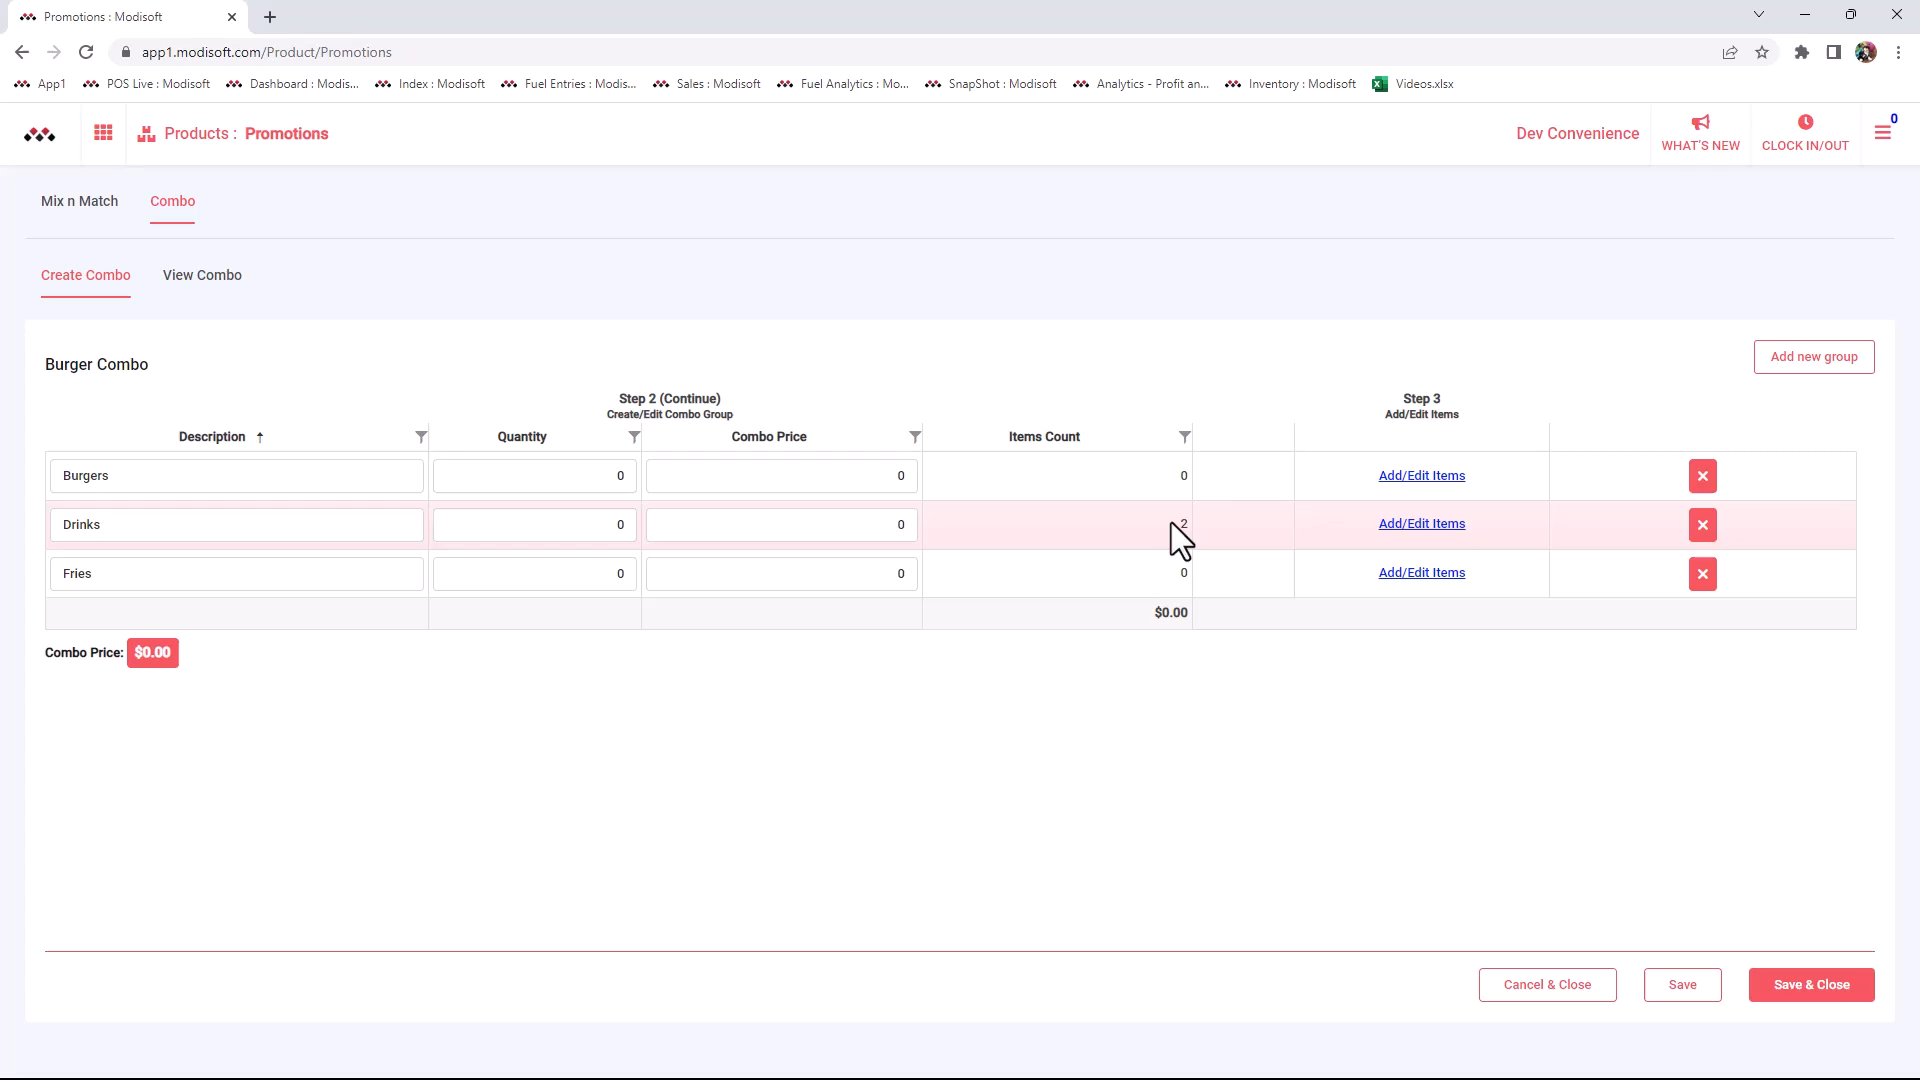 Promotions : Modisoft
app1.modisoft.com/Product/Promotions
App1 POS Live : Modisoft Dashboard : Modis... Index : Modisoft Fuel Entries : Modis... Sales : Modisoft Fuel Analytics : Mo... SnapShot : Modisoft Analytics - Profit an... Inventory : Modisoft Videos.xlsx
Products : Promotions Dev Convenience WHAT'S NEW CLOCK IN/OUT 0
Mix n Match Combo
Create Combo View Combo
Burger Combo Add new group
Step 2 (Continue) Step 3
Create/Edit Combo Group Add/Edit Items
Description Quantity Combo Price Items Count
Burgers 0 0 0 Add/Edit Items
Drinks 0 0 2 Add/Edit Items
Fries 0 0 0 Add/Edit Items
$0.00
Combo Price: $0.00
Cancel & Close Save Save & Close